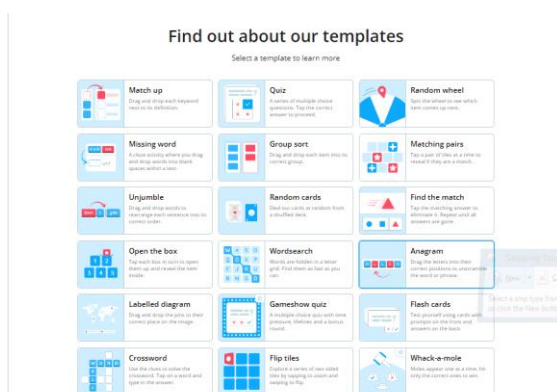 Find out about our templates
Select a template to learn more
Match up
Drag and drop each keyword
next to its definition.
Quiz
A series of multiple choice
questions. Tap the correct
answer to proceed.
Random wheel
Spin the wheel to see which
item comes up next.
Missing word
A cloze activity where you drag
and drop words into blank
spaces within a text.
Group sort
Drag and drop each item into its
correct group.
Matching pairs
Tap a pair of tiles at a time to
reveal if they are a match.
Unjumble
Drag and drop words to
rearrange each sentence into its
correct order.
Random cards
Deal out cards at random from
a shuffled deck.
Find the match
Tap the matching answer to
eliminate it. Repeat until all
answers are gone.
Open the box
Tap each box in turn to open
them up and reveal the item
inside.
Wordsearch
Words are hidden in a letter
grid. Find them as fast as you
can.
Anagram
Drag the letters into their
correct positions to unscramble
the word or phrase.
Labelled diagram
Drag and drop the pins to their
correct place on the image.
Gameshow quiz
A multiple choice quiz with time
pressure, lifelines and a bonus
round.
Flash cards
Test yourself using cards with
prompts on the front and
answers on the back.
Crossword
Use the clues to solve the
crossword. Tap on a word and
type in the answer.
Flip tiles
Explore a series of two sided
tiles by tapping to zoom and
swiping to flip.
Whack-a-mole
Moles appear one at a time, hit
only the correct ones to win.